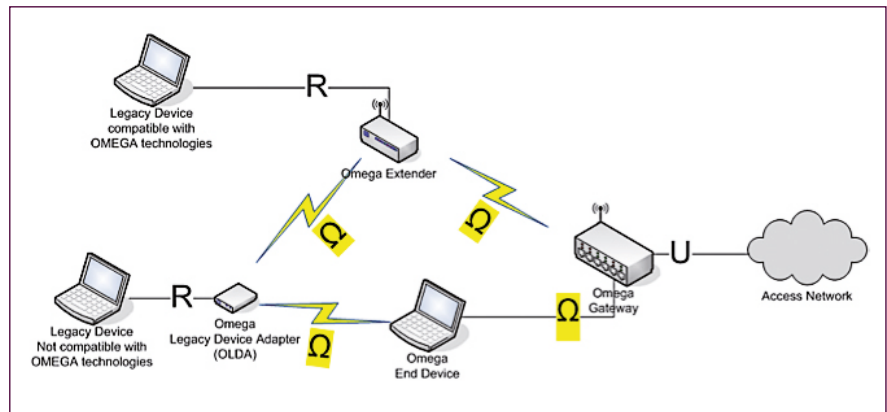 R
Legacy Device
compatible with
OMEGA technologies
Omega Extender
Ω
Ω
U
Omega
Gateway
Access Network
R
Legacy Device
Not compatible with
OMEGA technologies
Omega
Legacy Device Adapter
(OLDA)
Ω
Omega
End Device
Ω